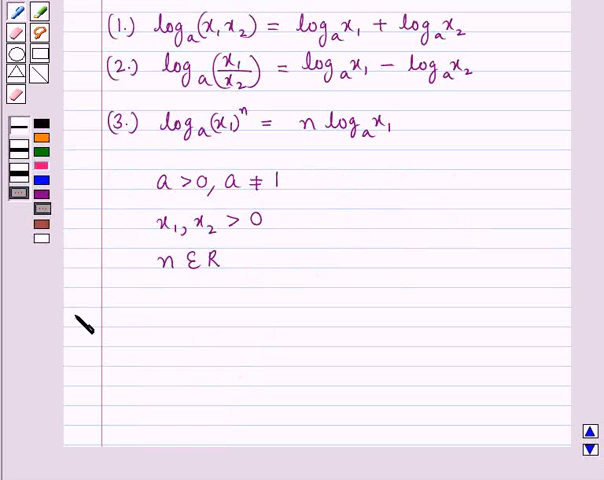 (1.) logₐ(x₁x₂) = logₐx₁ + logₐx₂
(2.) logₐ(x₁/x₂) = logₐx₁ − logₐx₂
(3.) logₐ(x₁)ⁿ = n logₐx₁
a > 0, a ≠ 1
x₁, x₂ > 0
n ∈ R